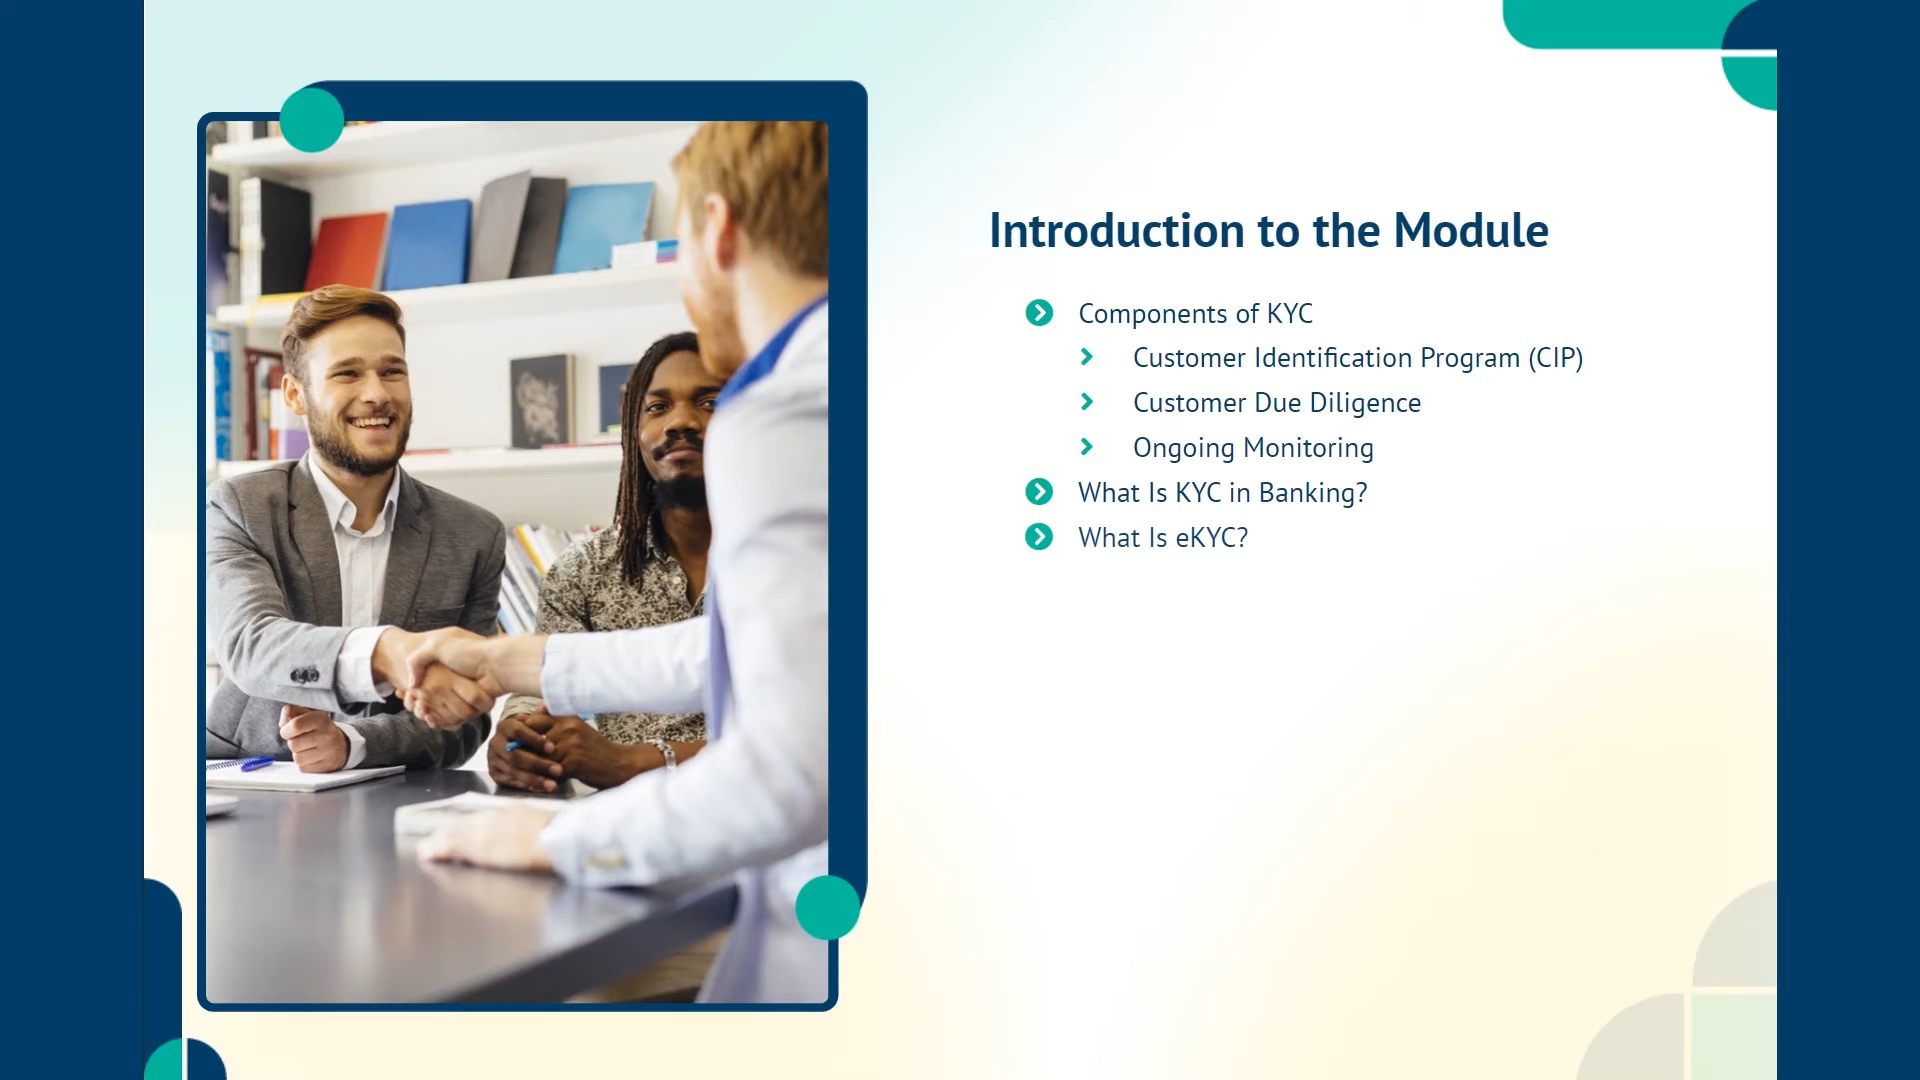 Introduction to the Module
Components of KYC
Customer Identification Program (CIP)
Customer Due Diligence
Ongoing Monitoring
What Is KYC in Banking?
What Is eKYC?